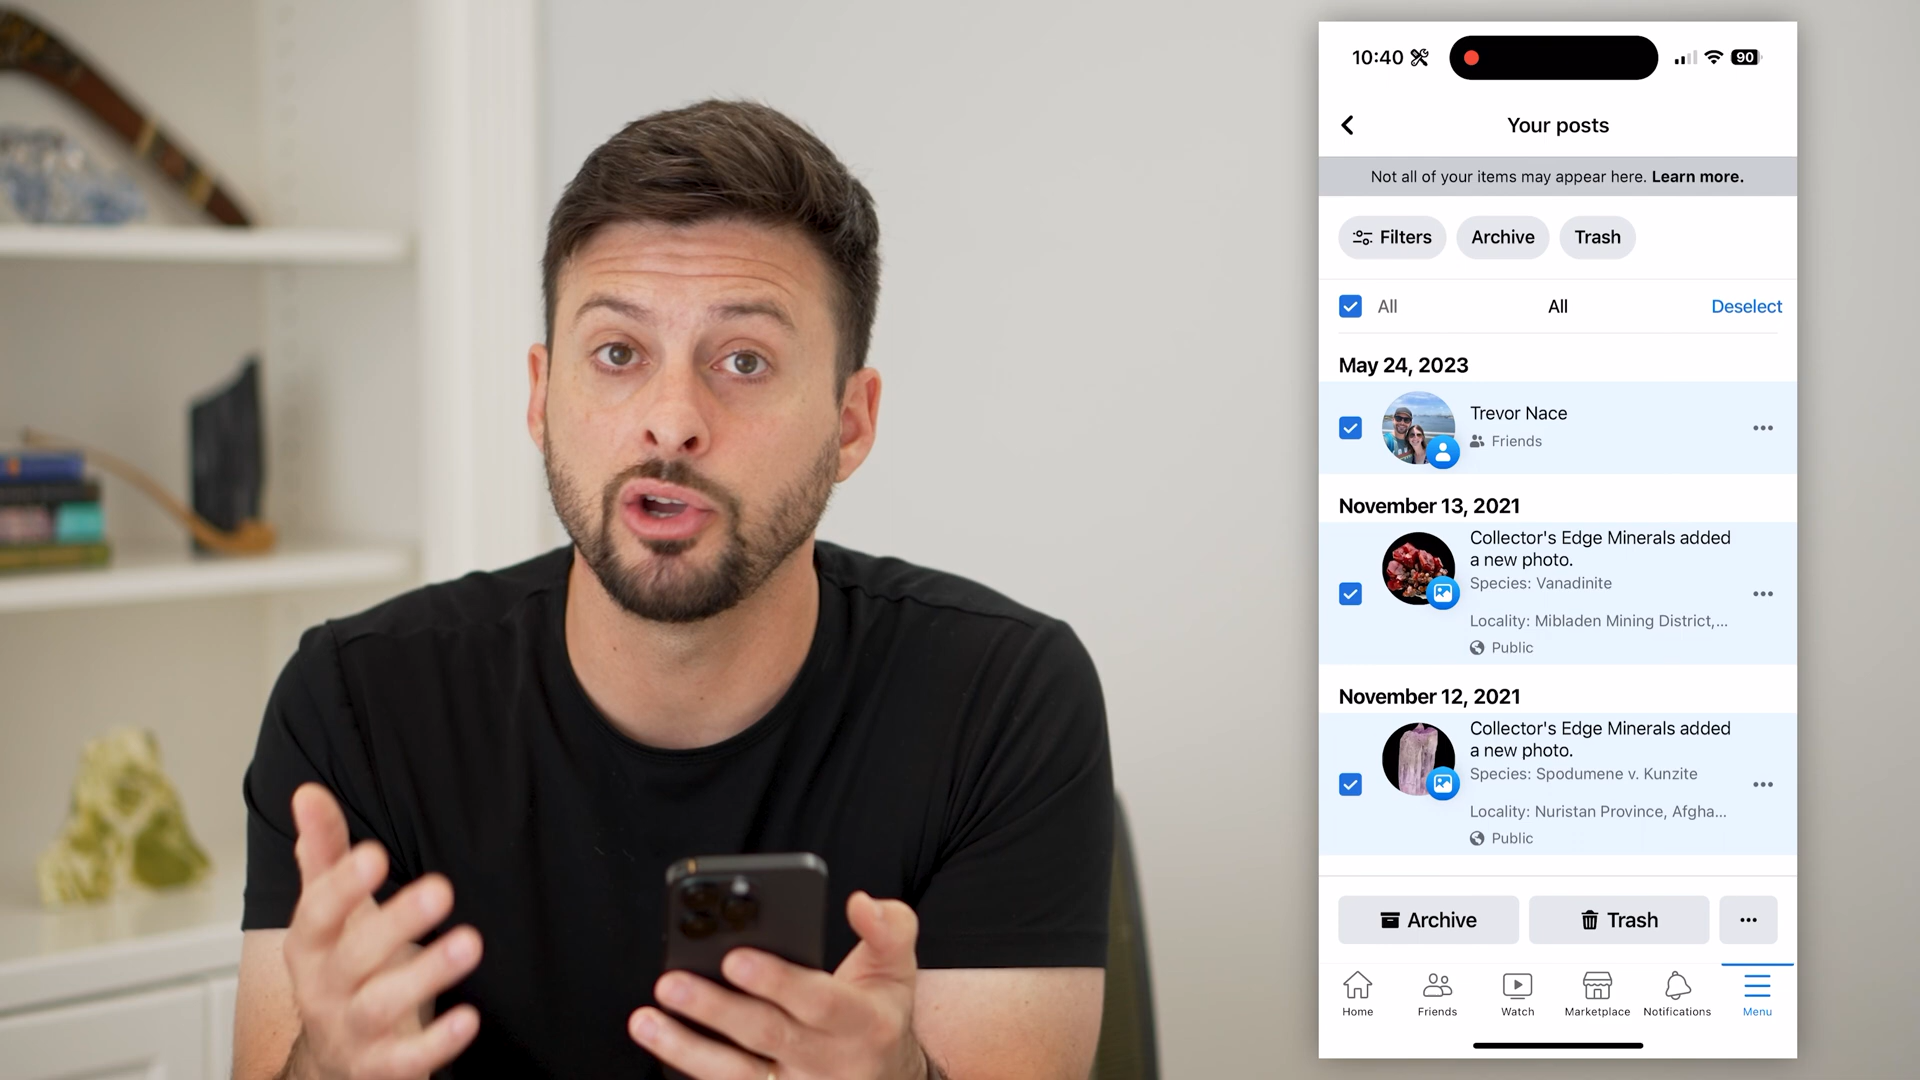 10:40
90
Your posts
Not all of your items may appear here. Learn more.
Filters
Archive
Trash
All
All
Deselect
May 24, 2023
Trevor Nace
Friends
November 13, 2021
Collector's Edge Minerals added
a new photo.
Species: Vanadinite
Locality: Mibladen Mining District,...
Public
November 12, 2021
Collector's Edge Minerals added
a new photo.
Species: Spodumene v. Kunzite
Locality: Nuristan Province, Afgha...
Public
Archive
Trash
Home
Friends
Watch
Marketplace
Notifications
Menu